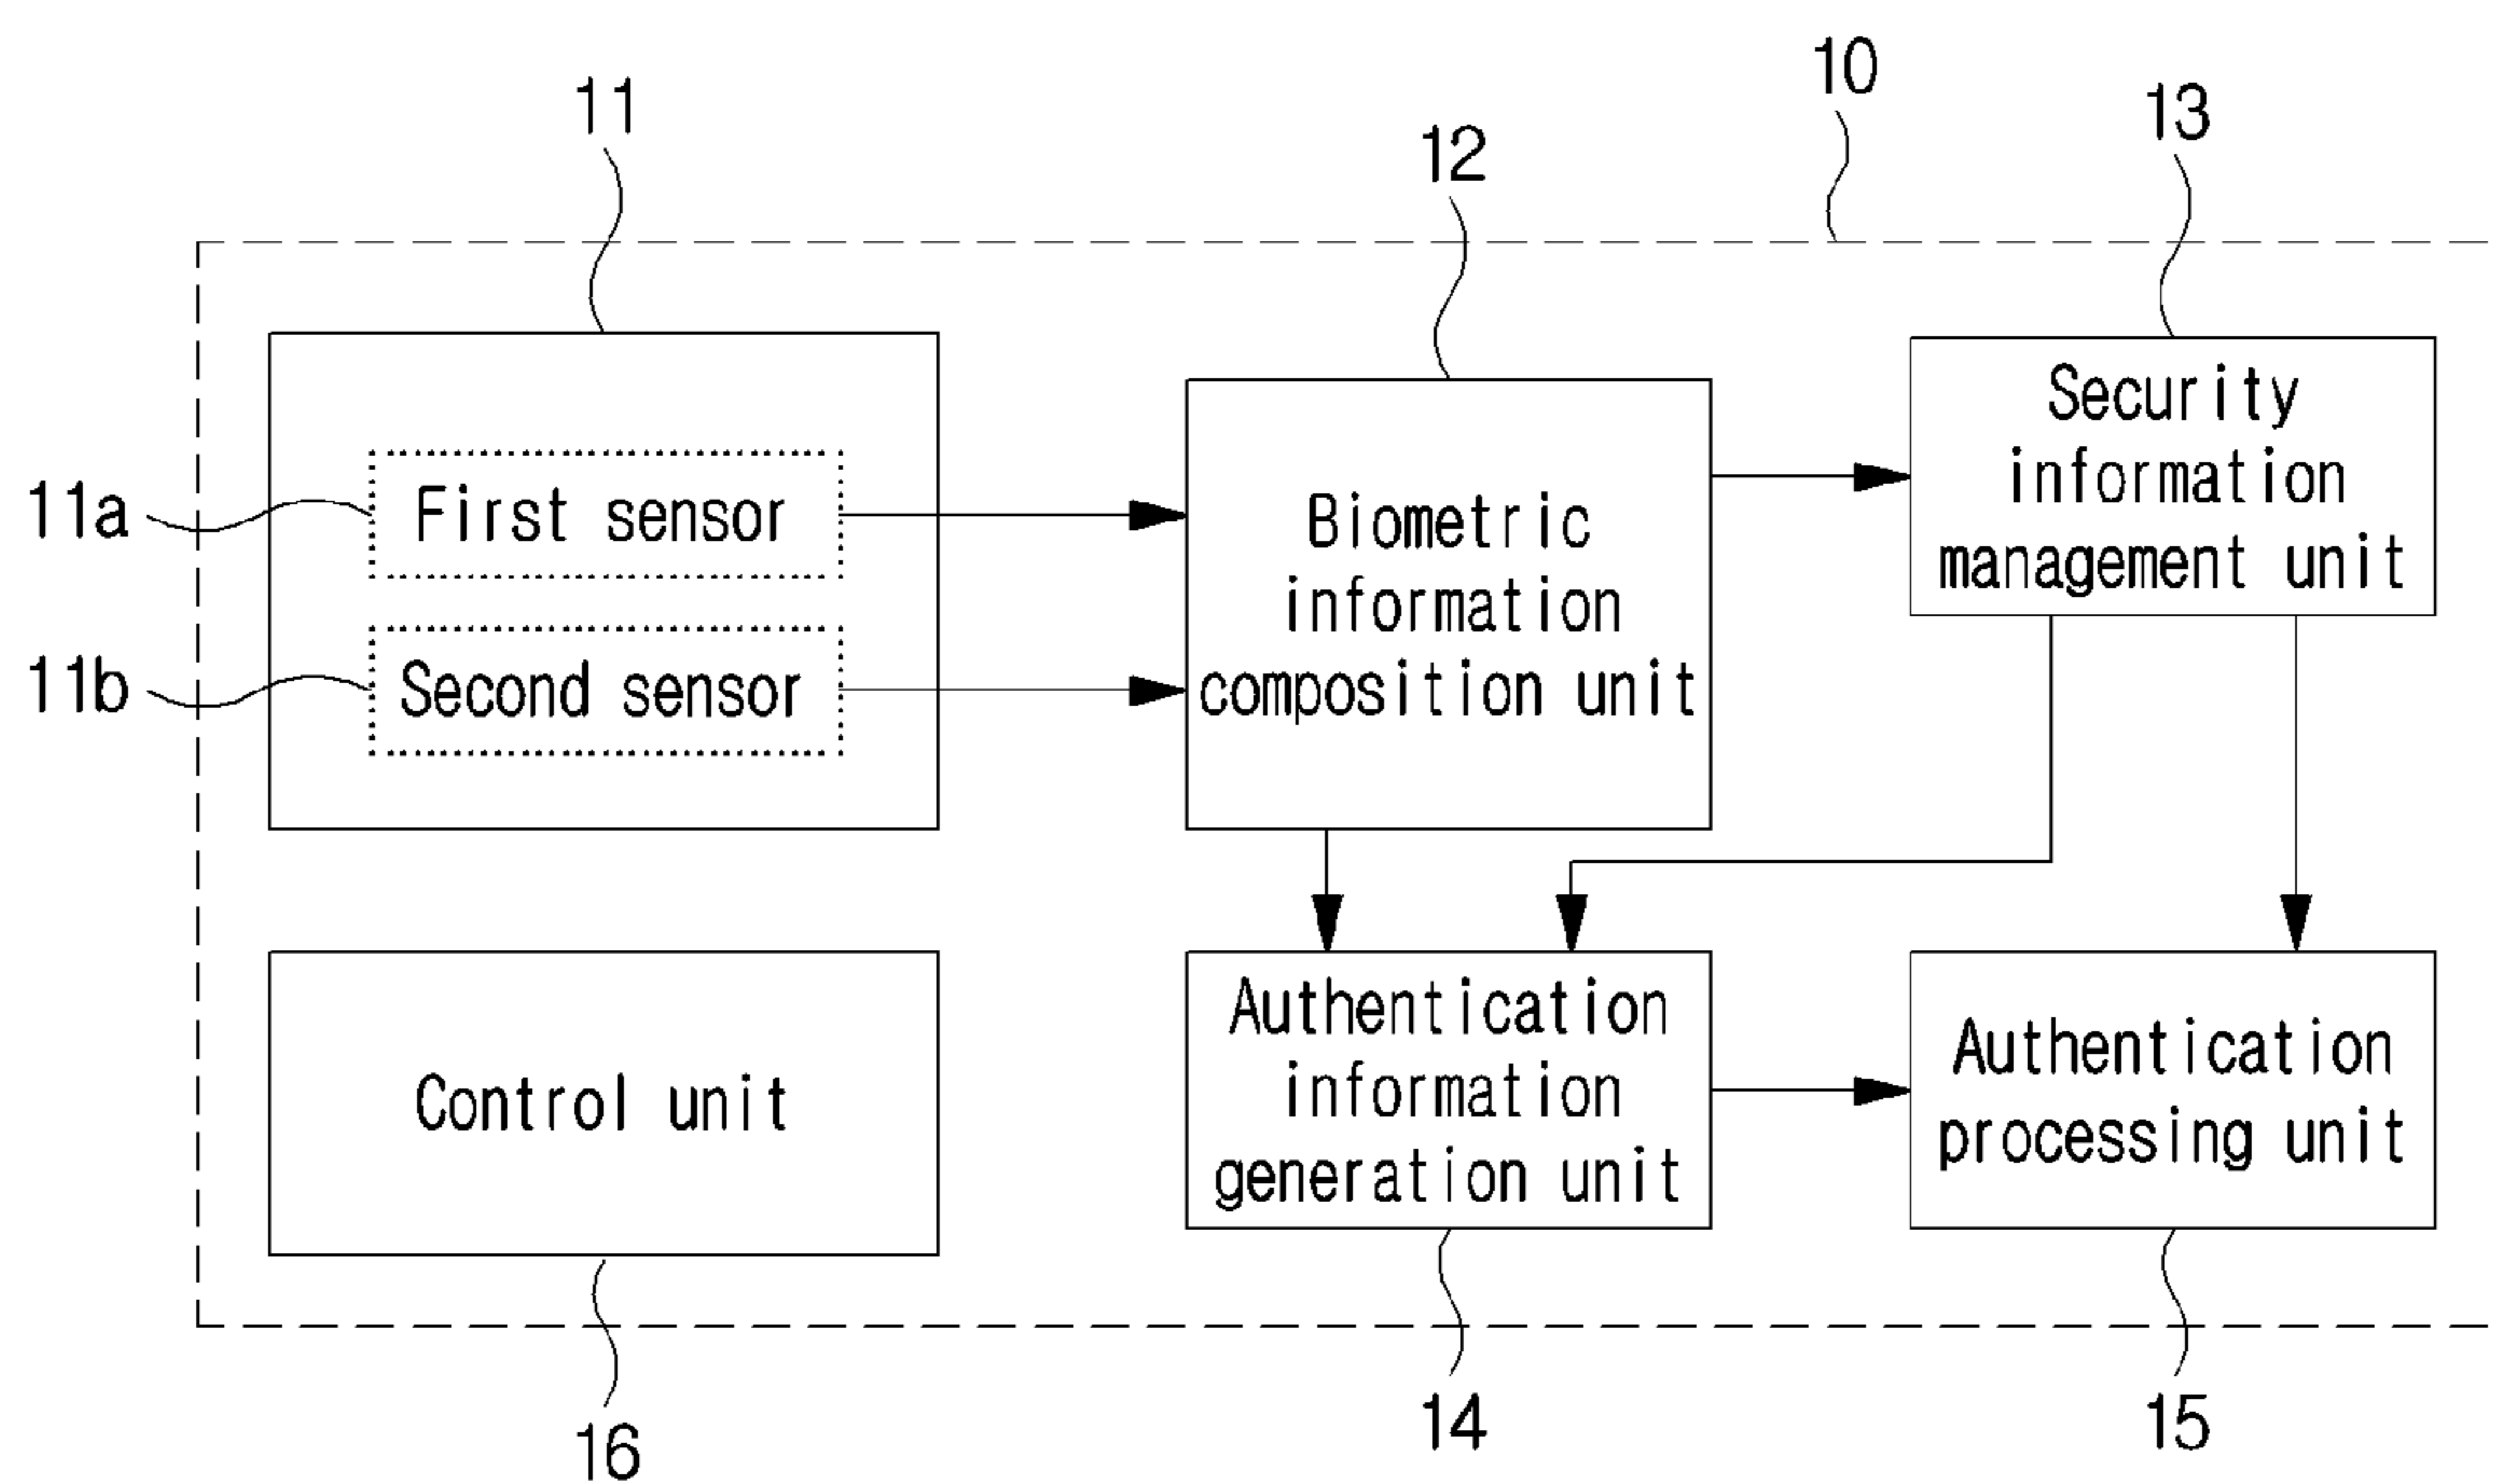 10
11
13
12
Security
information
management unit
11a
First sensor
Biometric
information
composition unit
11b
Second sensor
Authentication
information
generation unit
Authentication
processing unit
Control unit
14
15
16